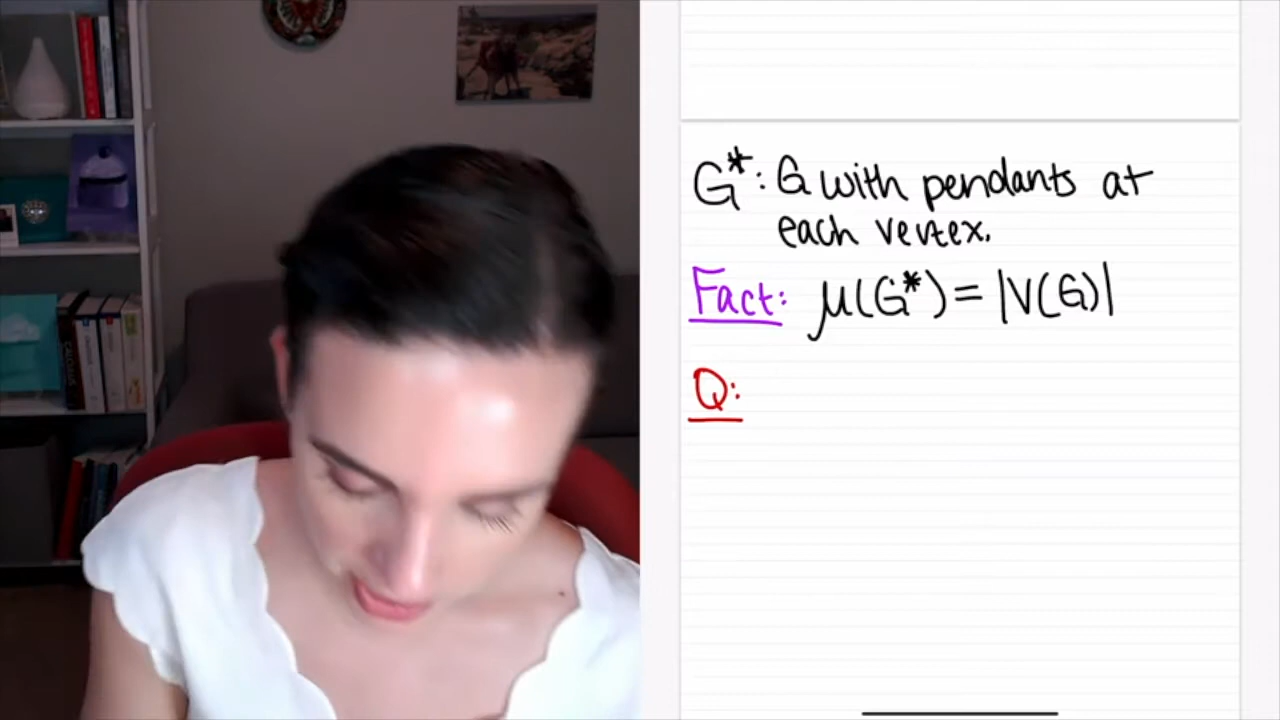 G*: G with pendants at
each vertex.
Fact: μ(G*) = |V(G)|
Q: